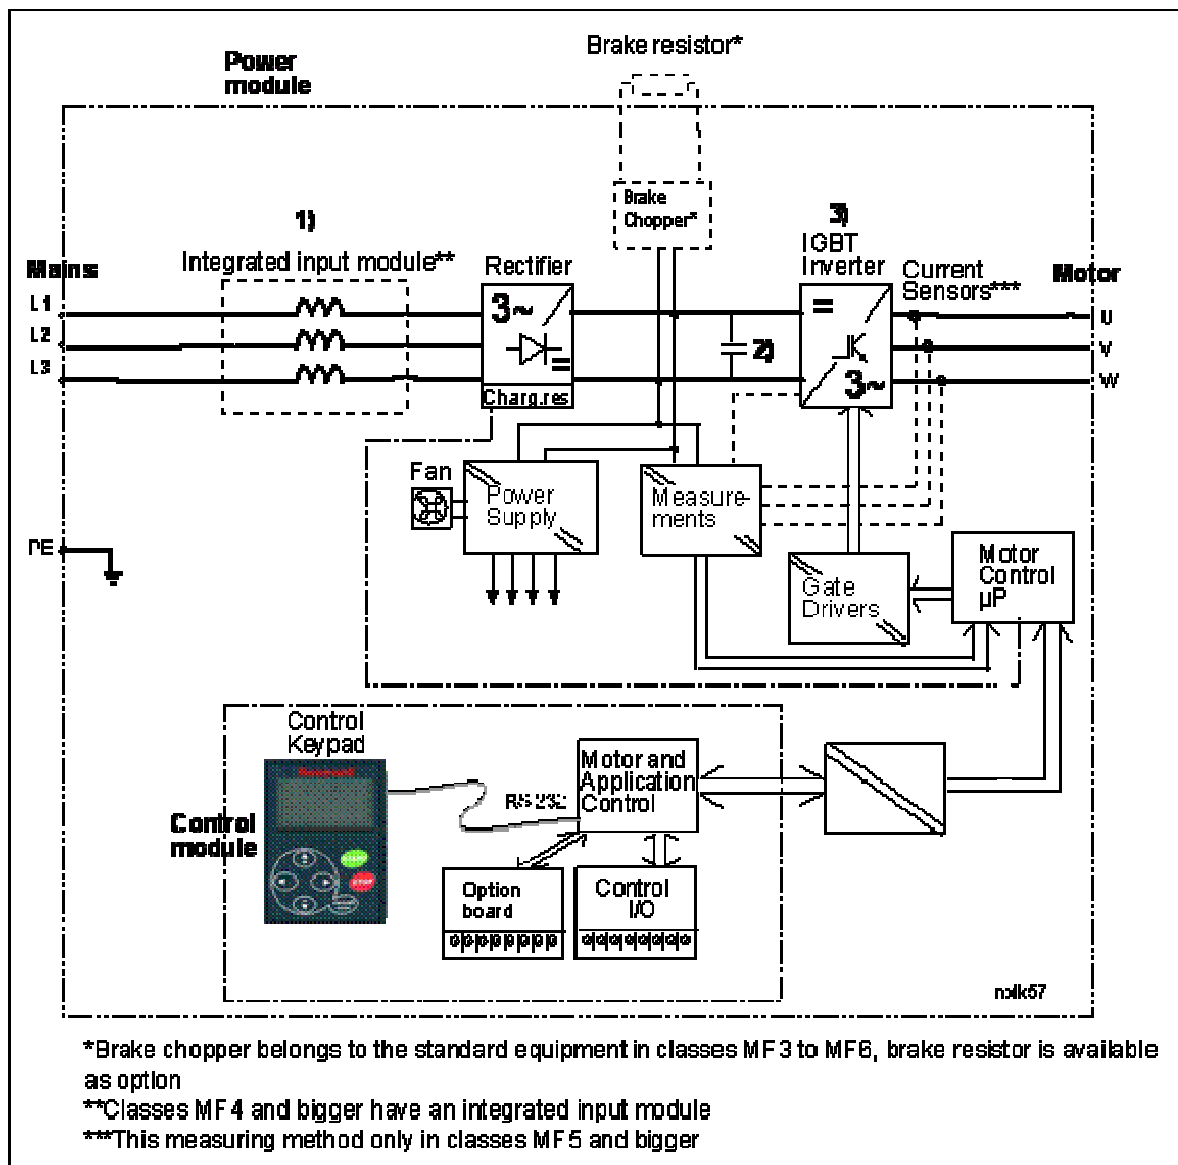 Brake resistor*
Power
module
Brake
Chopper*
1)
3)
Integrated input module**
Rectifier
IGBT
Inverter
Current
Sensors***
Mains
Motor
L1
L2
L3
3~
=
=
3~
2)
U
V
W
Charg.res
Fan
Power
Supply
Measure-
ments
PE
Gate
Drivers
Motor
Control
µP
Control
Keypad
Honeywell
Motor and
Application
Control
RS 232
Control
module
START
STOP
Option
board
Control
I/O
*Brake chopper belongs to the standard equipment in classes MF3 to MF6, brake resistor is available
as option
**Classes MF4 and bigger have an integrated input module
***This measuring method only in classes MF5 and bigger